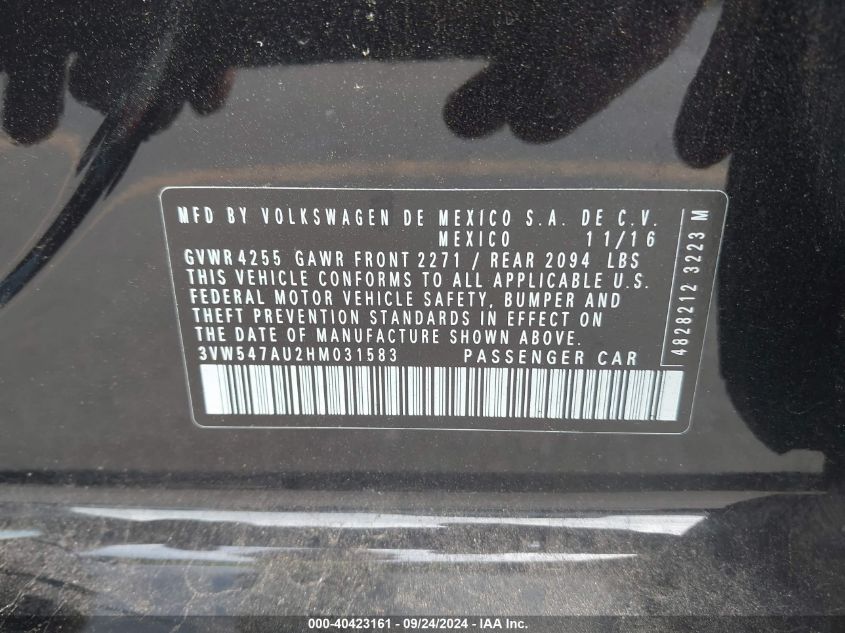 MFD BY VOLKSWAGEN DE MEXICO S.A. DE C.V.
MEXICO 11/16
GVWR 4255 GAWR FRONT 2271 / REAR 2094 LBS
THIS VEHICLE CONFORMS TO ALL APPLICABLE U.S.
FEDERAL MOTOR VEHICLE SAFETY, BUMPER AND
THEFT PREVENTION STANDARDS IN EFFECT ON
THE DATE OF MANUFACTURE SHOWN ABOVE.
3VW547AU2HM031583 PASSENGER CAR
4828212 3223 M
000-40423161 - 09/24/2024 - IAA Inc.